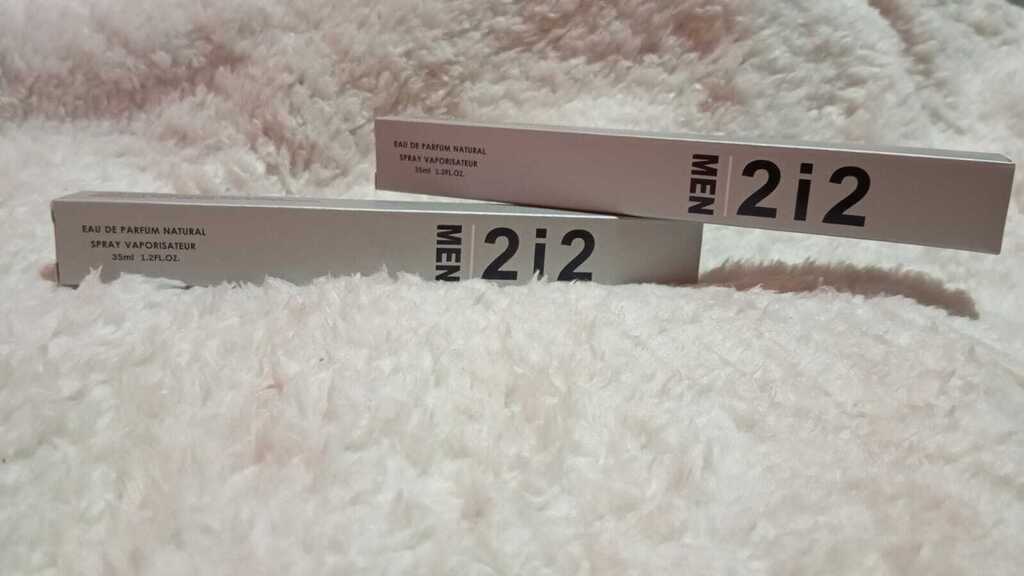 EAU DE PARFUM NATURAL
SPRAY VAPORISATEUR
35ml 1.2FL.OZ.
MEN
2i2
EAU DE PARFUM NATURAL
SPRAY VAPORISATEUR
35ml 1.2FL.OZ.
MEN
2i2